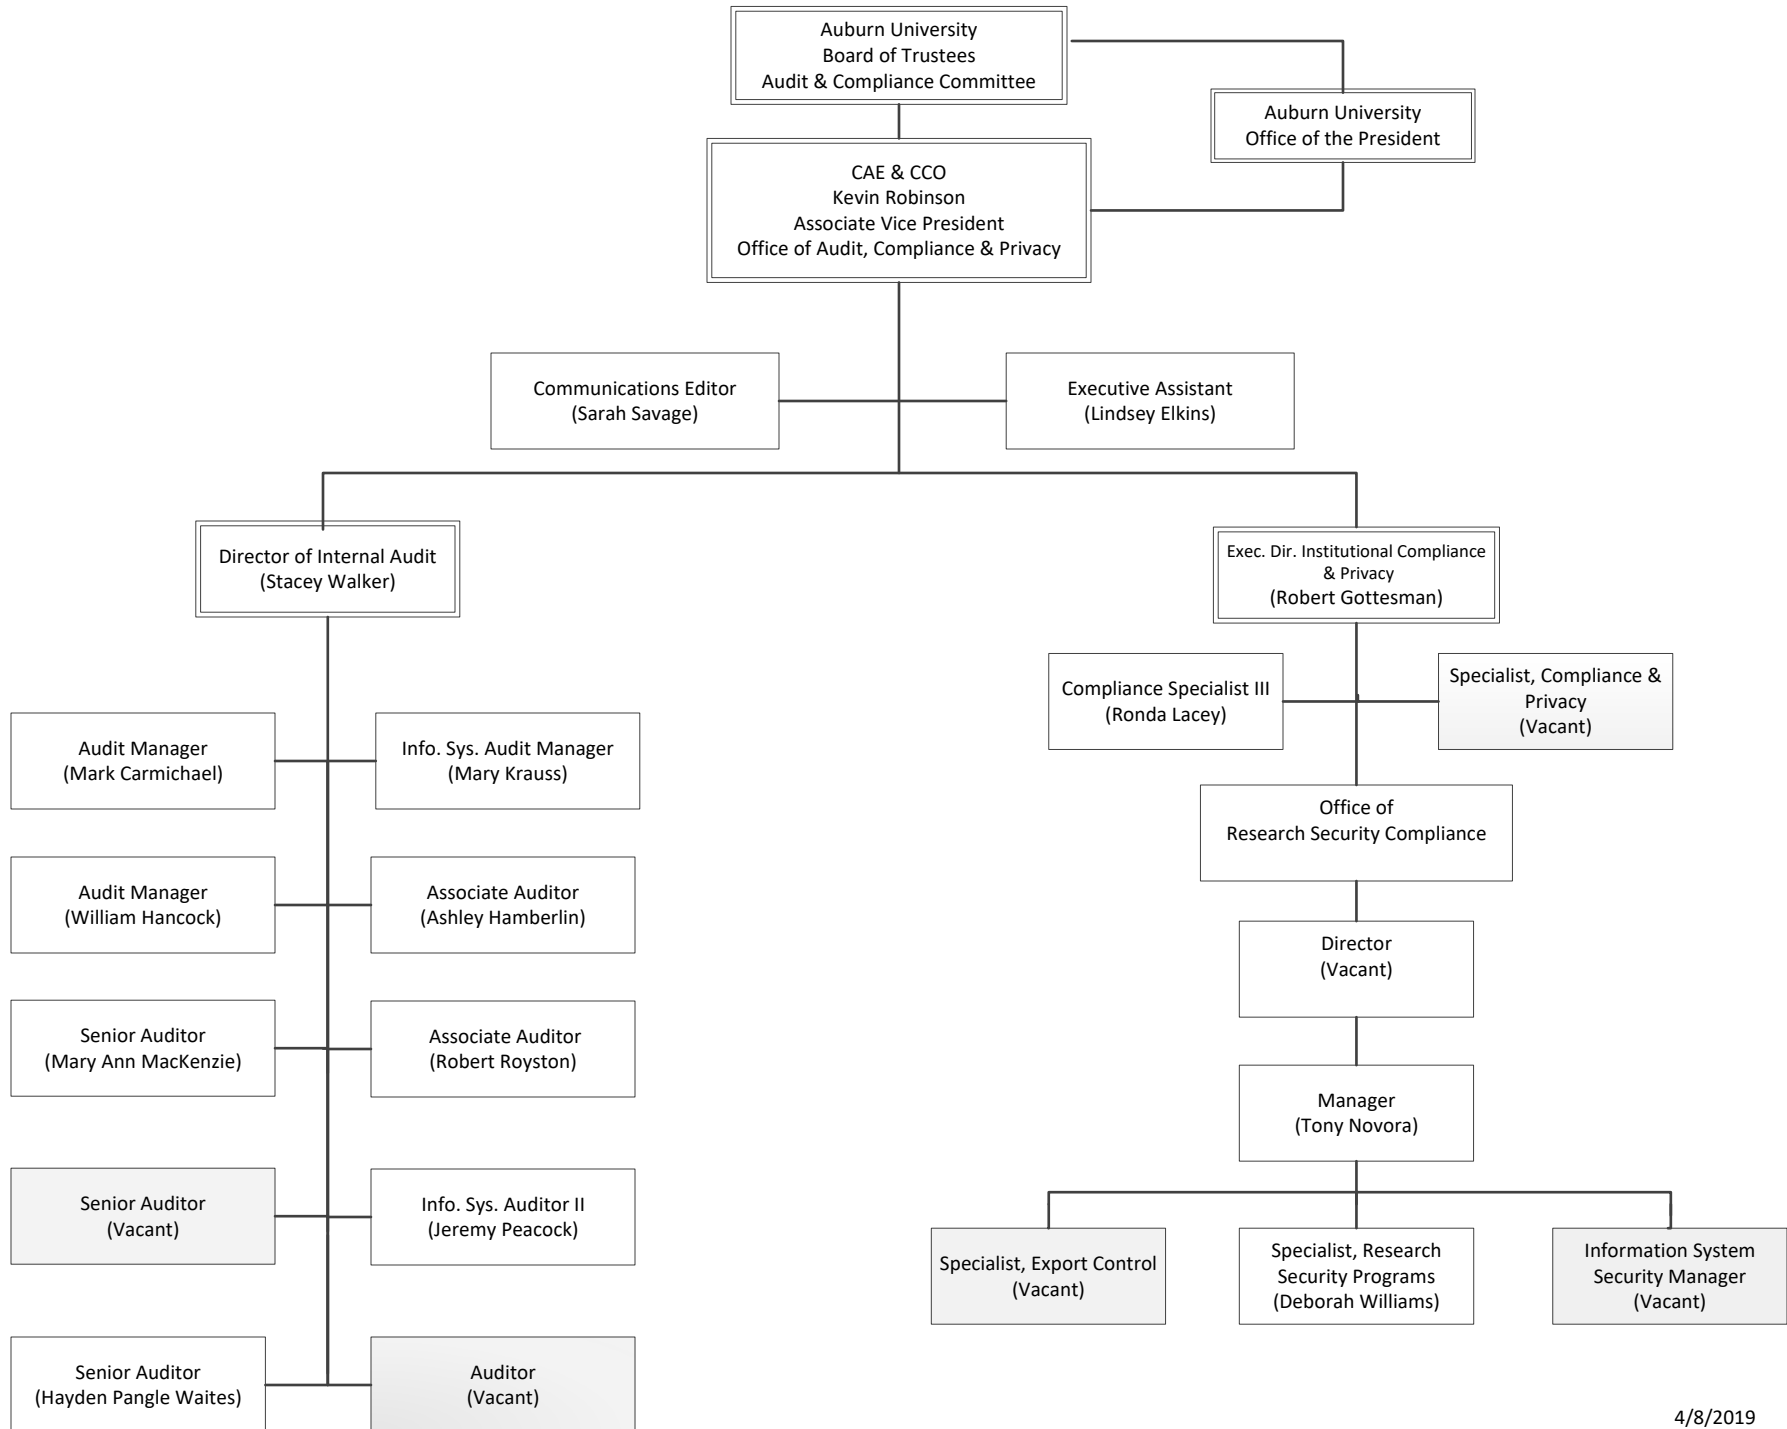 Auburn University
Board of Trustees
Audit & Compliance Committee
Auburn University
Office of the President
CAE & CCO
Kevin Robinson
Associate Vice President
Office of Audit, Compliance & Privacy
Communications Editor
(Sarah Savage)
Executive Assistant
(Lindsey Elkins)
Director of Internal Audit
(Stacey Walker)
Exec. Dir. Institutional Compliance
& Privacy
(Robert Gottesman)
Compliance Specialist III
(Ronda Lacey)
Specialist, Compliance &
Privacy
(Vacant)
Audit Manager
(Mark Carmichael)
Info. Sys. Audit Manager
(Mary Krauss)
Office of
Research Security Compliance
Audit Manager
(William Hancock)
Associate Auditor
(Ashley Hamberlin)
Director
(Vacant)
Senior Auditor
(Mary Ann MacKenzie)
Associate Auditor
(Robert Royston)
Manager
(Tony Novora)
Senior Auditor
(Vacant)
Info. Sys. Auditor II
(Jeremy Peacock)
Specialist, Export Control
(Vacant)
Specialist, Research
Security Programs
(Deborah Williams)
Information System
Security Manager
(Vacant)
Senior Auditor
(Hayden Pangle Waites)
Auditor
(Vacant)
4/8/2019